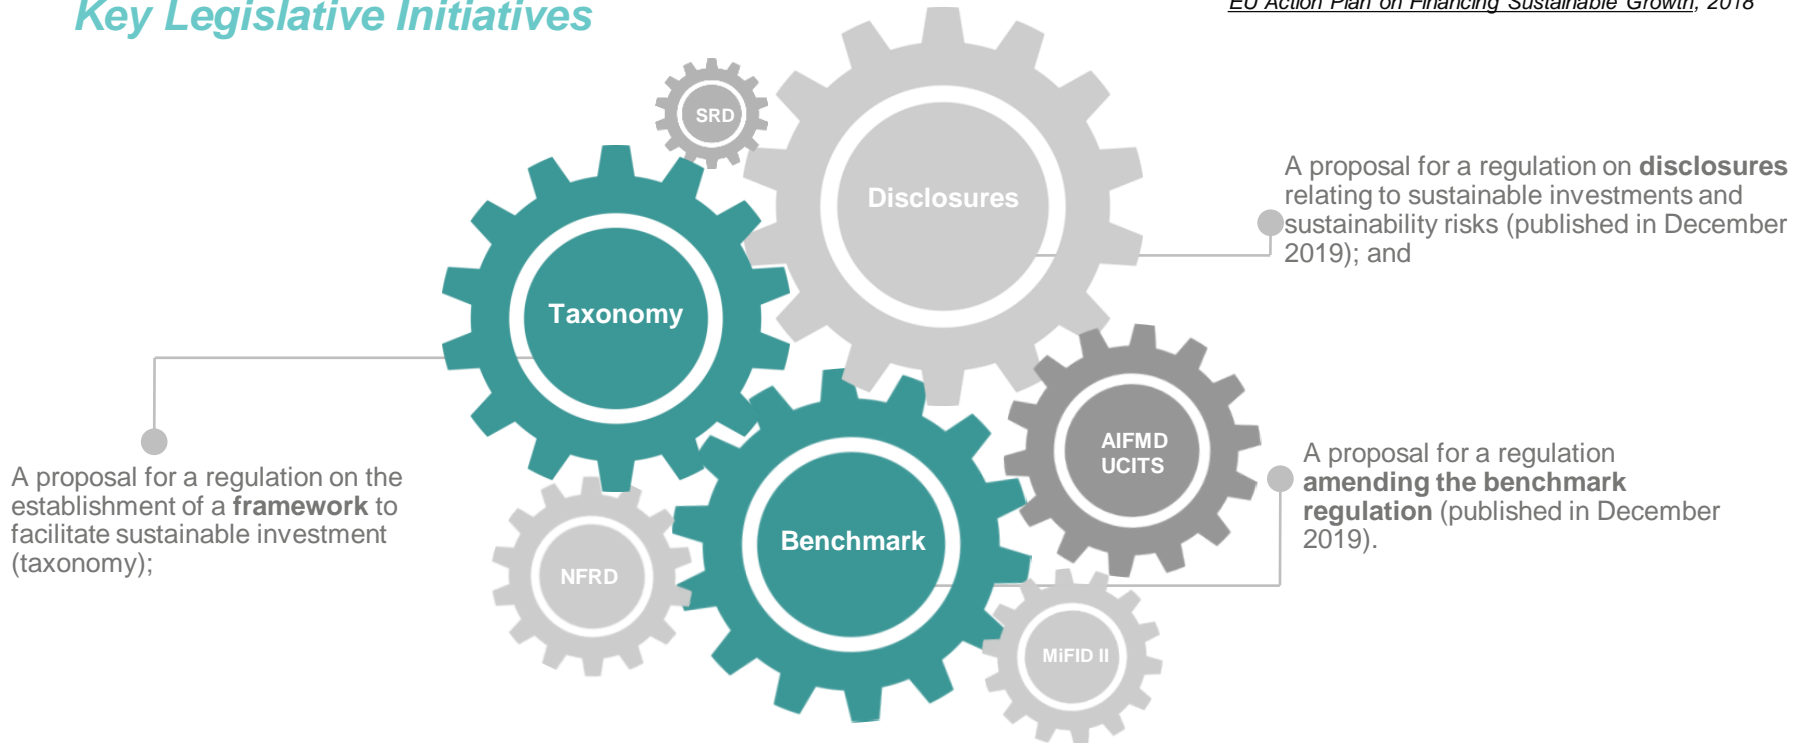 Key Legislative Initiatives
EU Action Plan on Financing Sustainable Growth, 2018
SRD
Disclosures
A proposal for a regulation on disclosures
relating to sustainable investments and
sustainability risks (published in December
2019); and
Taxonomy
A proposal for a regulation on the
establishment of a framework to
facilitate sustainable investment
(taxonomy);
AIFMD
UCITS
A proposal for a regulation
amending the benchmark
regulation (published in December
2019).
Benchmark
NFRD
MiFID II